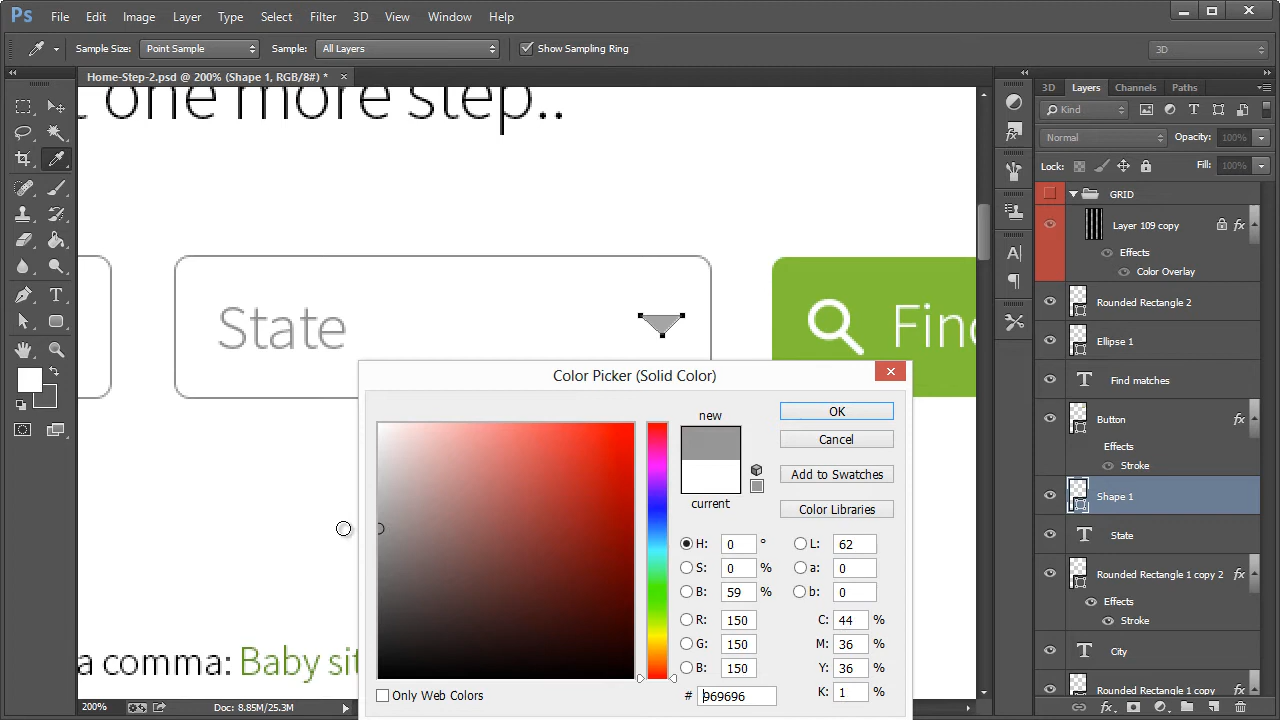 Ps File Edit Image Layer Type Select Filter 3D View Window Help
Sample Size: Point Sample Sample: All Layers Show Sampling Ring 3D
Home-Step-2.psd @ 200% (Shape 1, RGB/8#) * ×
3D Layers Channels Paths
Kind
Normal Opacity: 100%
Lock: Fill: 100%
GRID
Layer 109 copy fx
Effects
Color Overlay
Rounded Rectangle 2
Ellipse 1
Find matches
Button fx
Effects
Stroke
Shape 1
State
Rounded Rectangle 1 copy 2 fx
Effects
Stroke
City
Rounded Rectangle 1 copy fx
one more step..
State
Find
a comma: Baby sit
Color Picker (Solid Color)
new
current
OK
Cancel
Add to Swatches
Color Libraries
H: 0 ° L: 62
S: 0 % a: 0
B: 59 % b: 0
R: 150 C: 44 %
G: 150 M: 36 %
B: 150 Y: 36 %
# 969696 K: 1 %
Only Web Colors
200% Doc: 8.85M/25.3M